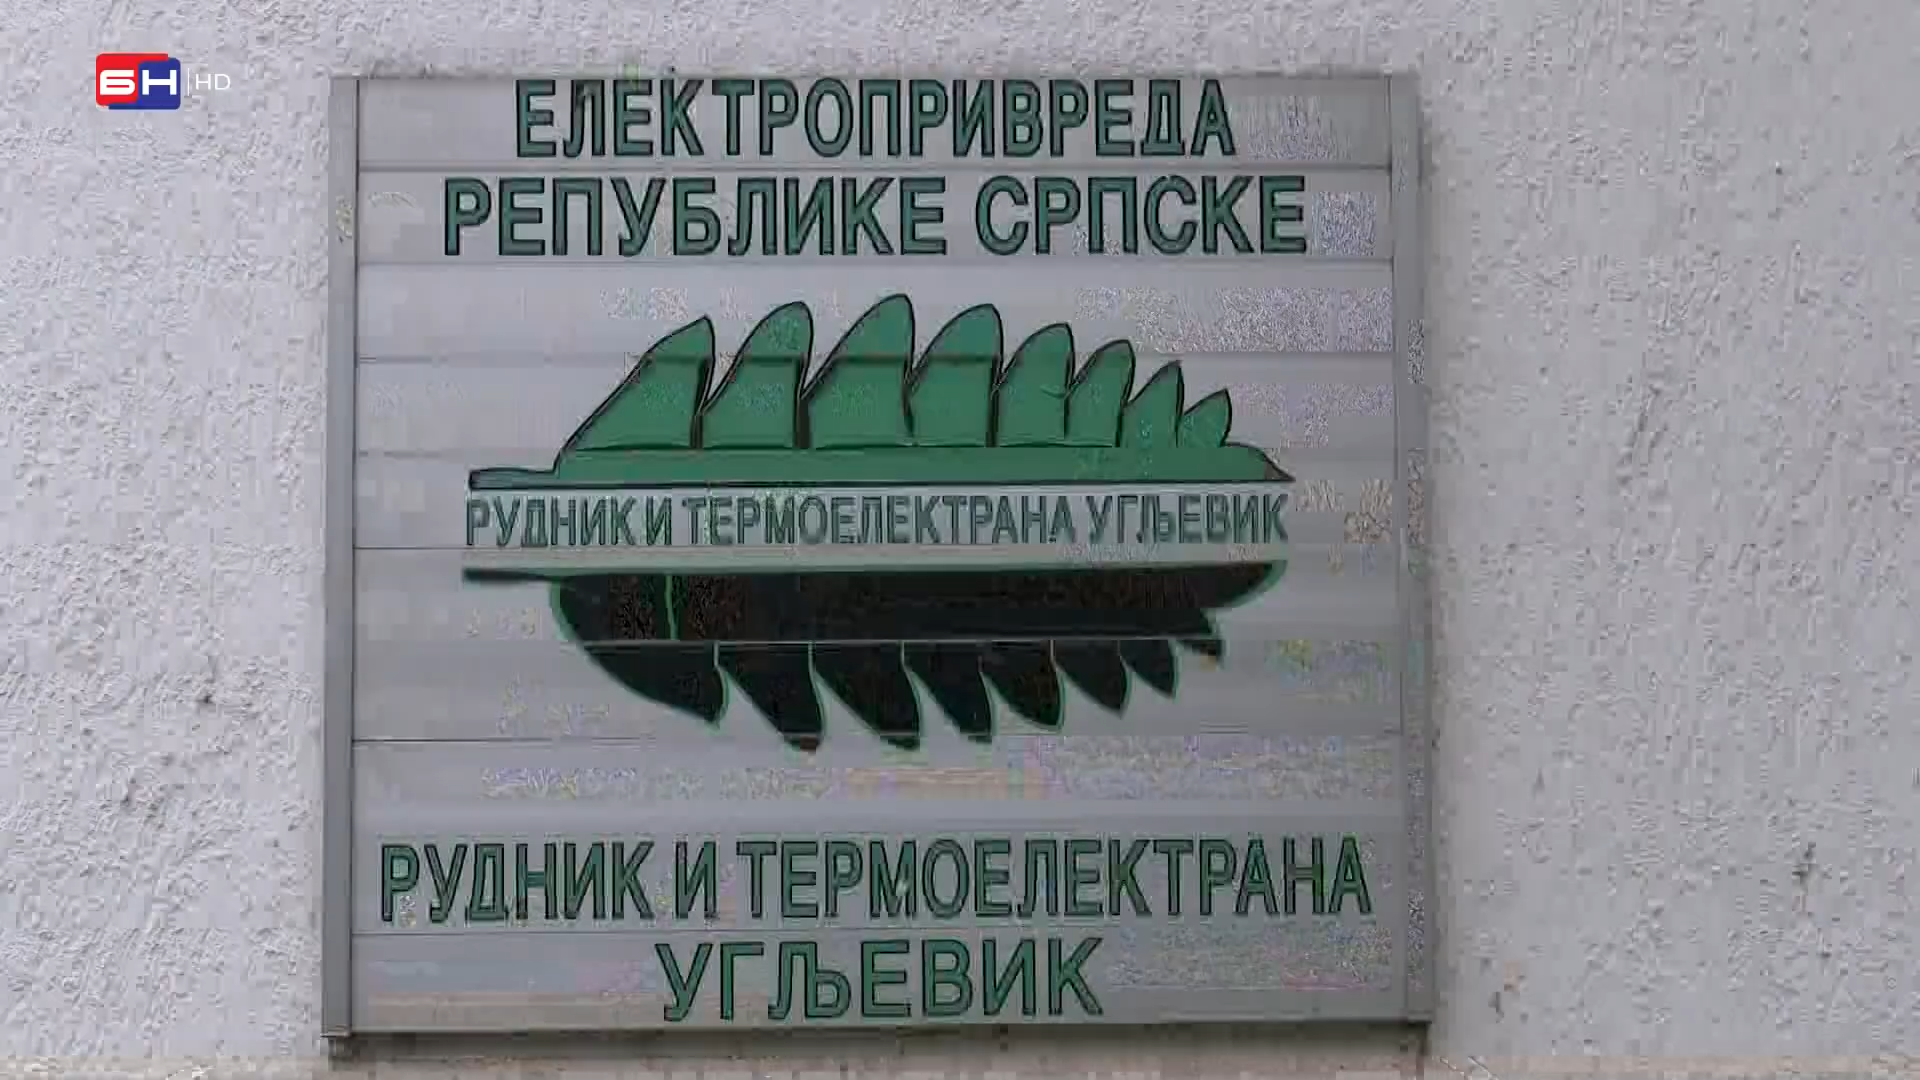 БН HD
ЕЛЕКТРОПРИВРЕДА
РЕПУБЛИКЕ СРПСКЕ
РУДНИК И ТЕРМОЕЛЕКТРАНА УГЉЕВИК
РУДНИК И ТЕРМОЕЛЕКТРАНА
УГЉЕВИК